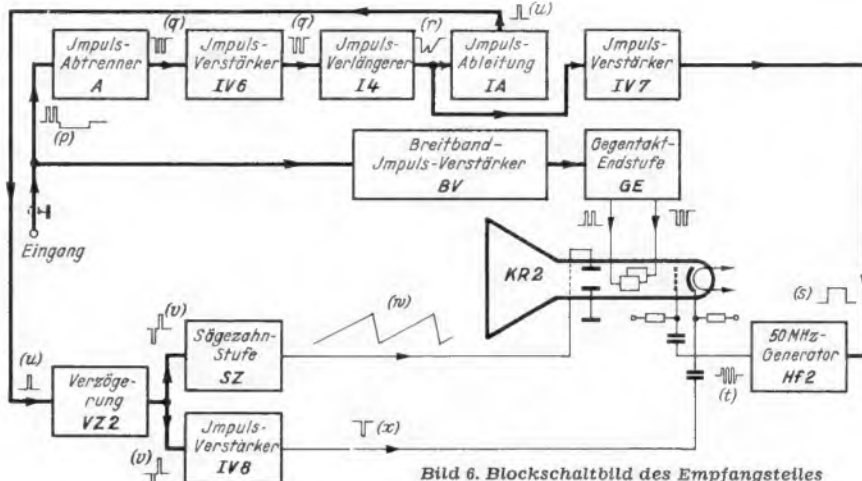 (u)
(q)
(q)
(r)
Jmpuls-
Abtrenner
A
Jmpuls-
Verstärker
IV6
Jmpuls-
Verlängerer
I4
Jmpuls-
Ableitung
IA
Jmpuls-
Verstärker
IV7
(p)
Breitband-
Jmpuls-Verstärker
BV
Gegentakt-
Endstufe
GE
Eingang
KR2
(s)
(v)
(w)
Sägezahn-
Stufe
SZ
50MHz-
Generator
Hf2
(u)
(t)
Verzöge-
rung
VZ2
Jmpuls-
Verstärker
IV8
(x)
(v)
Bild 6. Blockschaltbild des Empfangsteiles